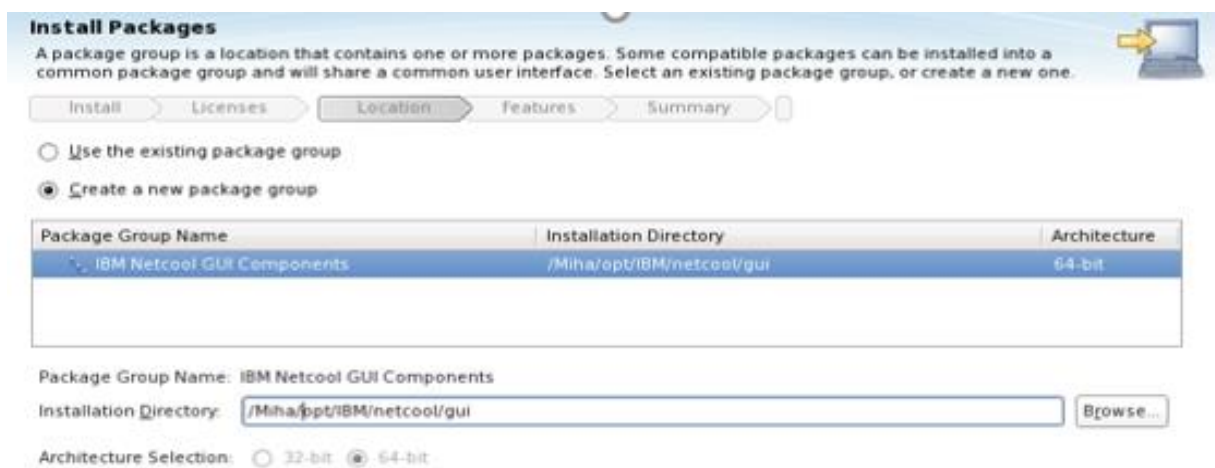 Install Packages
A package group is a location that contains one or more packages. Some compatible packages can be installed into a
common package group and will share a common user interface. Select an existing package group, or create a new one.
Install Licenses Location Features Summary
Use the existing package group
Create a new package group
Package Group Name Installation Directory Architecture
IBM Netcool GUI Components /Miha/opt/IBM/netcool/gui 64-bit
Package Group Name: IBM Netcool GUI Components
Installation Directory: /Miha/opt/IBM/netcool/gui Browse...
Architecture Selection: 32-bit 64-bit